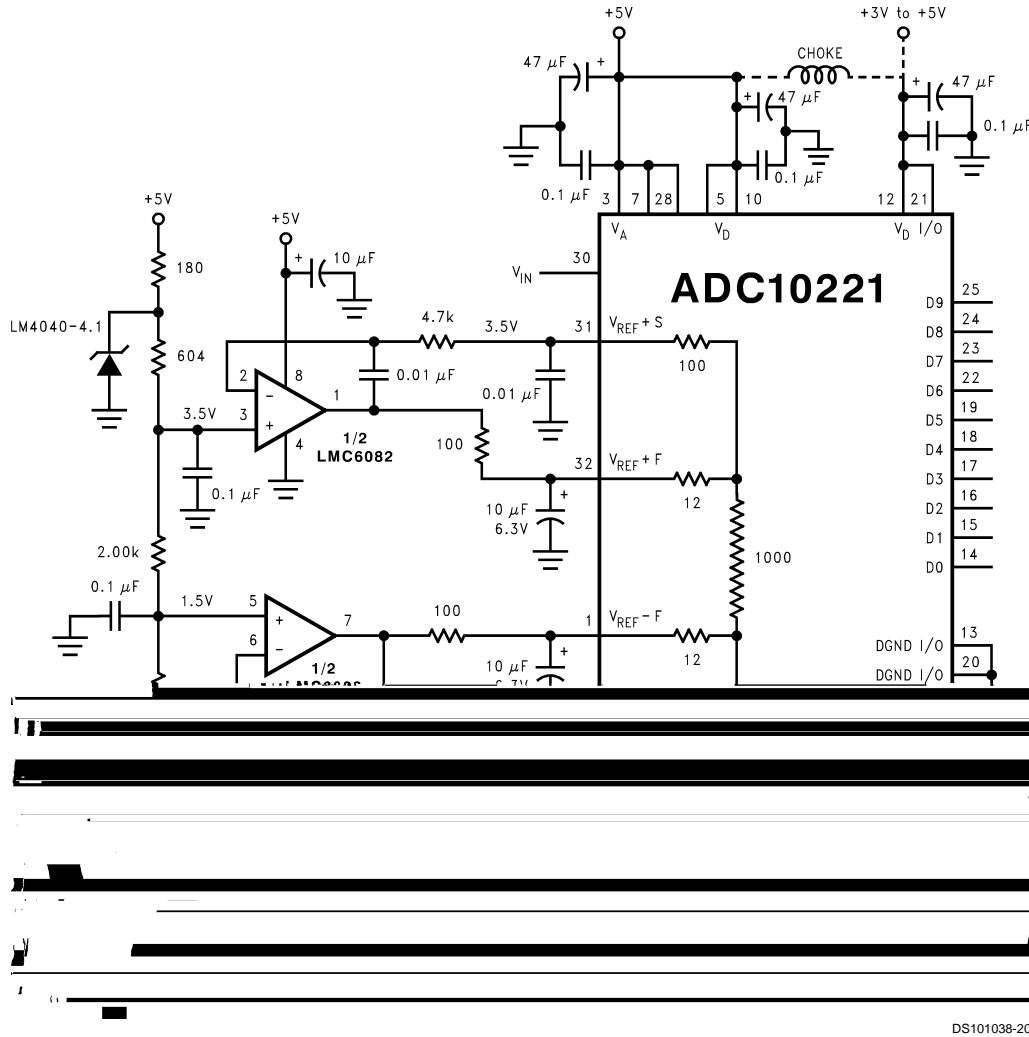 +5V
+3V to +5V
CHOKE
47 µF
+
+
47 µF
+
47 µF
0.1 µF
0.1 µF
0.1 µF
3
7
28
5
10
12
21
V_A
V_D
V_D I/O
+5V
+5V
180
+
10 µF
V_IN
30
ADC10221
LM4040-4.1
604
4.7k
3.5V
31
V_REF+S
100
0.01 µF
0.01 µF
2
8
−
1
3.5V
3
+
4
1/2
LMC6082
100
0.1 µF
32
V_REF+F
12
+
10 µF
6.3V
D9
25
D8
24
D7
23
D6
22
D5
19
D4
18
D3
17
D2
16
D1
15
D0
14
2.00k
1000
0.1 µF
1.5V
5
+
6
−
7
1/2
100
1
V_REF−F
12
+
10 µF
DGND I/O
13
DGND I/O
20
DS101038-20